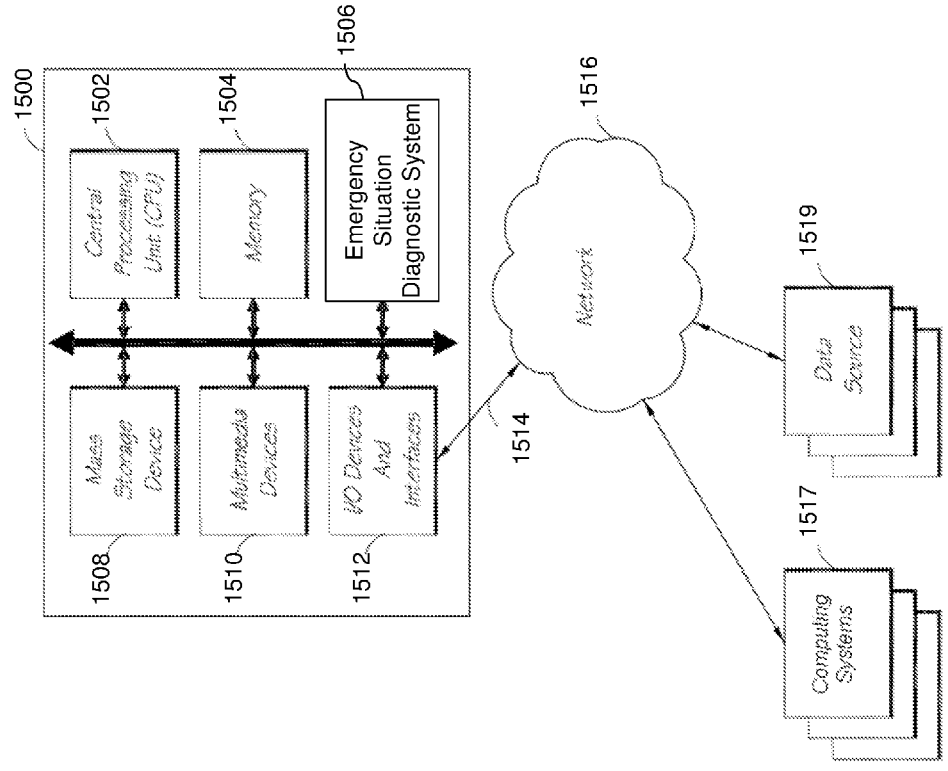 1500
1502
Central
Processing
Unit (CPU)
1504
Memory
1506
Emergency
Situation
Diagnostic System
Mass
Storage
Device
1508
Multimedia
Devices
1510
I/O Devices
And
Interfaces
1512
1514
Network
1516
Computing
Systems
1517
Data
Source
1519